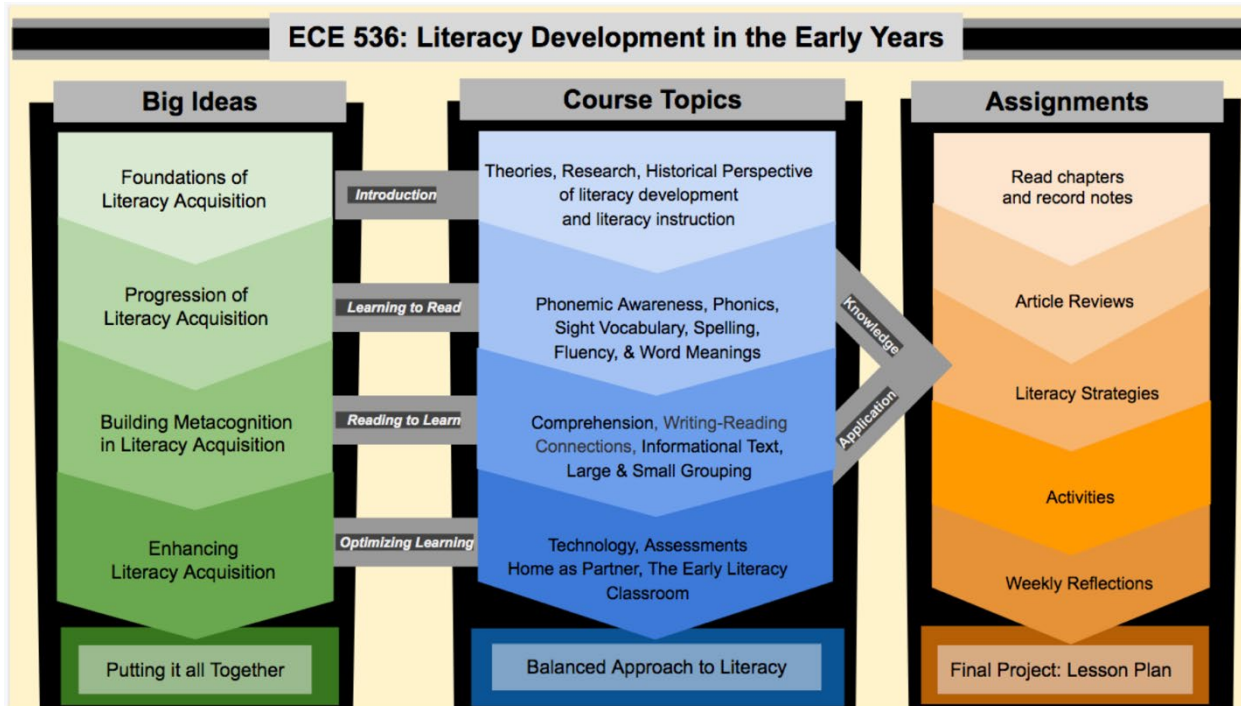 ECE 536: Literacy Development in the Early Years
Big Ideas
Foundations of
Literacy Acquisition
Progression of
Literacy Acquisition
Building Metacognition
in Literacy Acquisition
Enhancing
Literacy Acquisition
Putting it all Together
Introduction
Learning to Read
Reading to Learn
Optimizing Learning
Course Topics
Theories, Research, Historical Perspective
of literacy development
and literacy instruction
Phonemic Awareness, Phonics,
Sight Vocabulary, Spelling,
Fluency, & Word Meanings
Comprehension, Writing-Reading
Connections, Informational Text,
Large & Small Grouping
Technology, Assessments
Home as Partner, The Early Literacy
Classroom
Balanced Approach to Literacy
Knowledge
Application
Assignments
Read chapters
and record notes
Article Reviews
Literacy Strategies
Activities
Weekly Reflections
Final Project: Lesson Plan